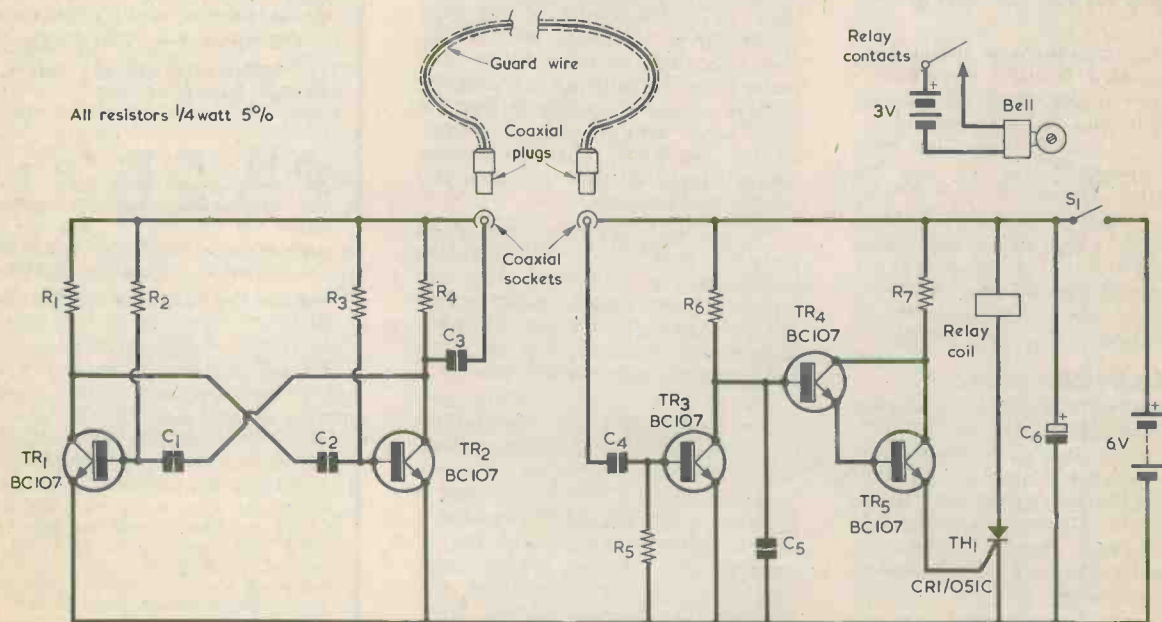 Guard wire
Relay
contacts
All resistors 1/4 watt 5%
Coaxial
plugs
+
3V
Bell
S1
Coaxial
sockets
R1
R2
R3
R4
C3
R6
TR4
BC107
R7
Relay
coil
TR1
BC107
C1
C2
TR2
BC107
C4
TR3
BC107
R5
C5
TR5
BC107
TH1
CR1/051C
+
C6
+
6V